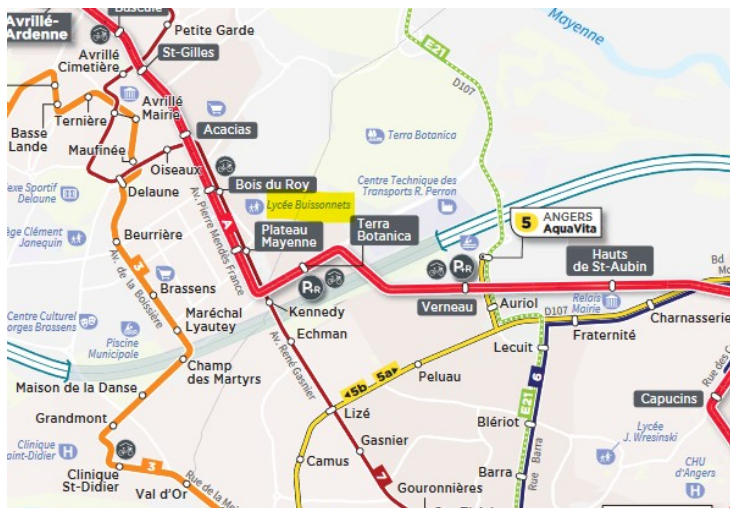 Avrillé-
Ardenne
Bascule
Petite Garde
Mayenne
E21
D107
Avrillé
Cimetière
St-Gilles
Basse
Lande
Ternière
Avrillé
Mairie
Acacias
Terra Botanica
Maufinée
Oiseaux
Bois du Roy
Centre Technique des
Transports R. Perron
Delaune
Lycée Buissonnets
5
ANGERS
AquaVita
A
Plateau
Mayenne
Terra
Botanica
Beurrière
Av. Pierre Mendès France
Hauts
de St-Aubin
Bd
3
Av. de la Boissière
P+R
P+R
Brassens
Kennedy
Verneau
Auriol
Relais
Mairie
D107
Charnasserie
Maréchal
Lyautey
Echman
Fraternité
Piscine
Municipale
Av. René Gasnier
Lecuit
Champ
des Martyrs
5b
5a
Peluau
6
Maison de la Danse
Lizé
E21
Capucins
Grandmont
Blériot
Clinique
St-Didier
3
Val d'Or
Camus
Gasnier
7
Gouronnières
Barra
Rue Barra
Lycée
J. Wresinski
CHU
d'Angers
H
H